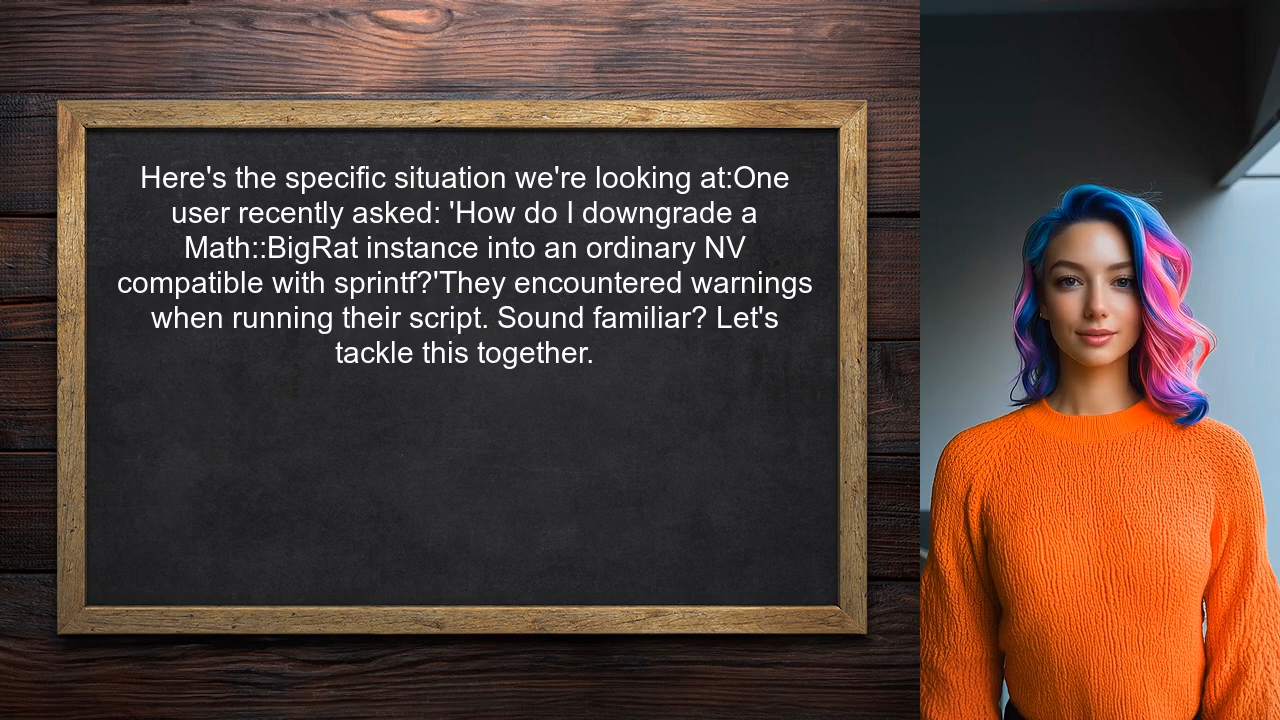 Here's the specific situation we're looking at:One
user recently asked: 'How do I downgrade a
Math::BigRat instance into an ordinary NV
compatible with sprintf?'They encountered warnings
when running their script. Sound familiar? Let's
tackle this together.